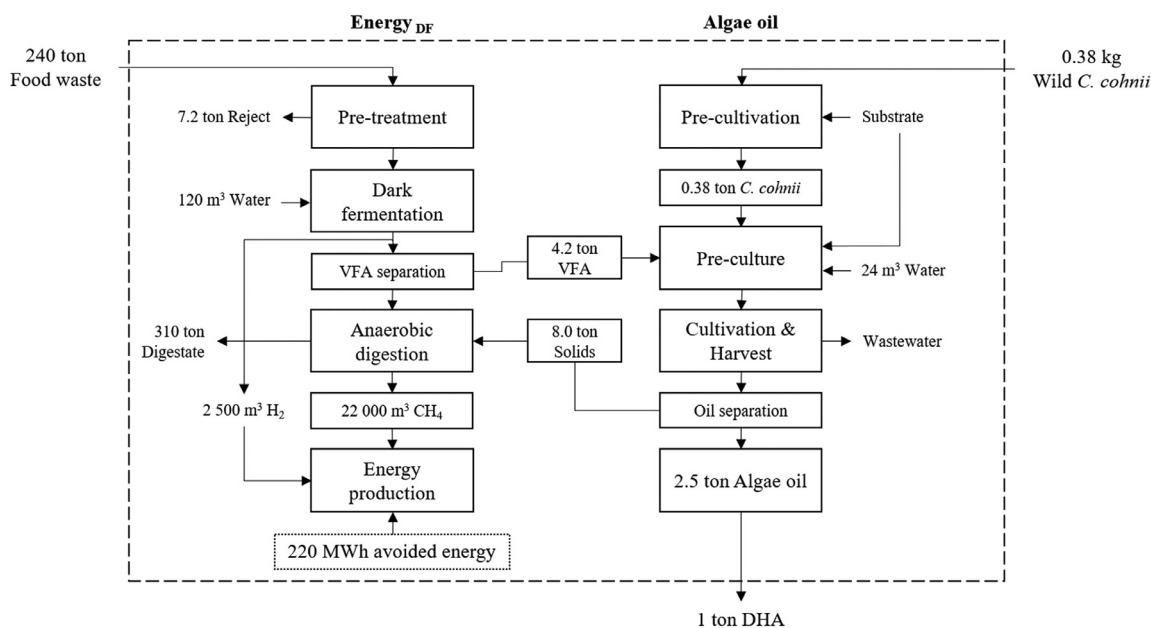 Energy DF
Algae oil
240 ton
Food waste
0.38 kg
Wild C. cohnii
7.2 ton Reject
Pre-treatment
Pre-cultivation
Substrate
120 m³ Water
Dark
fermentation
0.38 ton C. cohnii
VFA separation
4.2 ton
VFA
Pre-culture
24 m³ Water
310 ton
Digestate
Anaerobic
digestion
8.0 ton
Solids
Cultivation &
Harvest
Wastewater
2 500 m³ H₂
22 000 m³ CH₄
Oil separation
Energy
production
2.5 ton Algae oil
220 MWh avoided energy
1 ton DHA